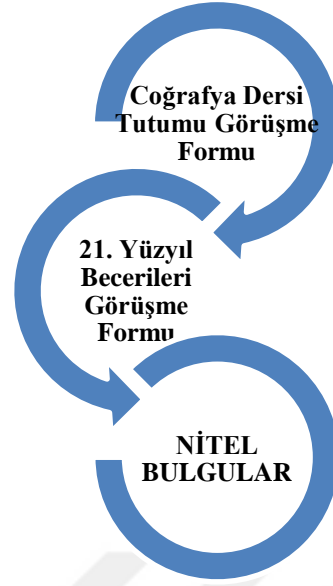 Coğrafya Dersi
Tutumu Görüşme
Formu
21. Yüzyıl
Becerileri
Görüşme
Formu
NİTEL
BULGULAR